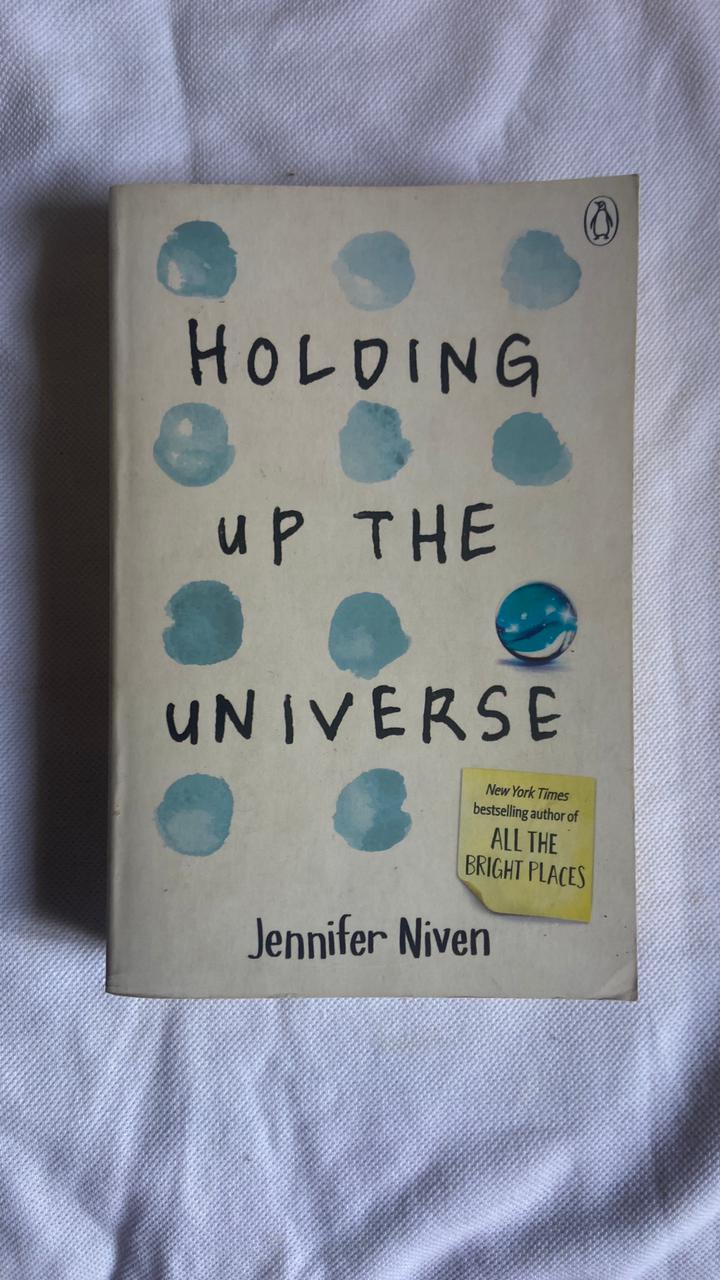 HOLDING
UP THE
UNIVERSE
New York Times
bestselling author of
ALL THE
BRIGHT PLACES
Jennifer Niven